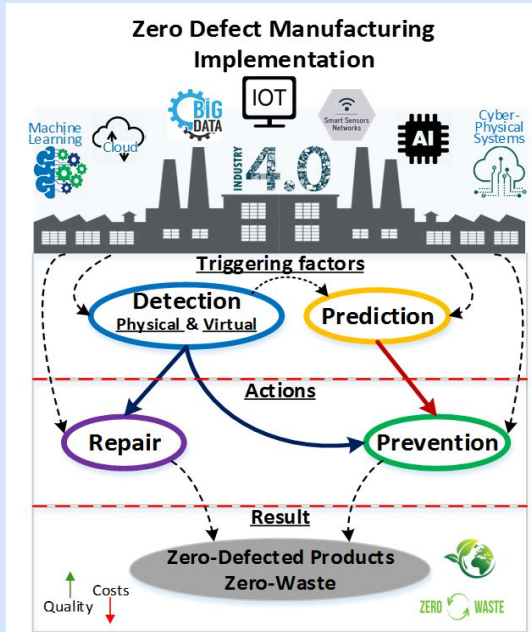 Zero Defect Manufacturing
Implementation
IOT
BIG
DATA
Smart Sensors
Networks
Machine
Learning
Cloud
AI
Cyber-
Physical
Systems
INDUSTRY
4.0
Triggering factors
Detection
Physical & Virtual
Prediction
Actions
Repair
Prevention
Result
Zero-Defected Products
Zero-Waste
Quality
Costs
ZERO WASTE